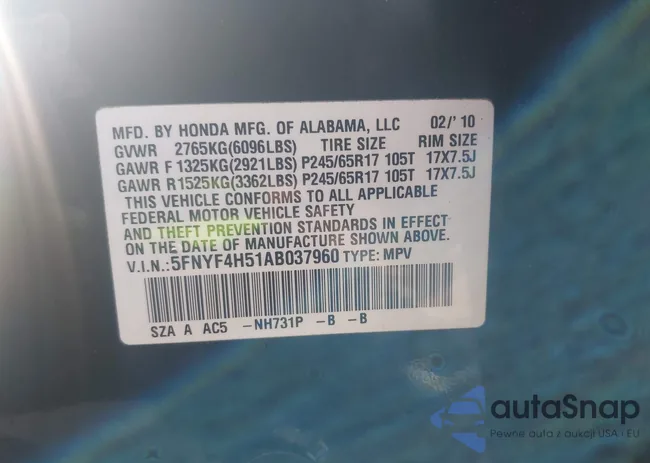 MFD. BY HONDA MFG. OF ALABAMA, LLC 02/'10
GVWR 2765KG(6096LBS) TIRE SIZE RIM SIZE
GAWR F 1325KG(2921LBS) P245/65R17 105T 17X7.5J
GAWR R1525KG(3362LBS) P245/65R17 105T 17X7.5J
THIS VEHICLE CONFORMS TO ALL APPLICABLE
FEDERAL MOTOR VEHICLE SAFETY
AND THEFT PREVENTION STANDARDS IN EFFECT
ON THE DATE OF MANUFACTURE SHOWN ABOVE.
V.I.N.:5FNYF4H51AB037960 TYPE: MPV
SZA A AC5 -NH731P -B -B
autaSnap
Pewne auta z aukcji USA i EU